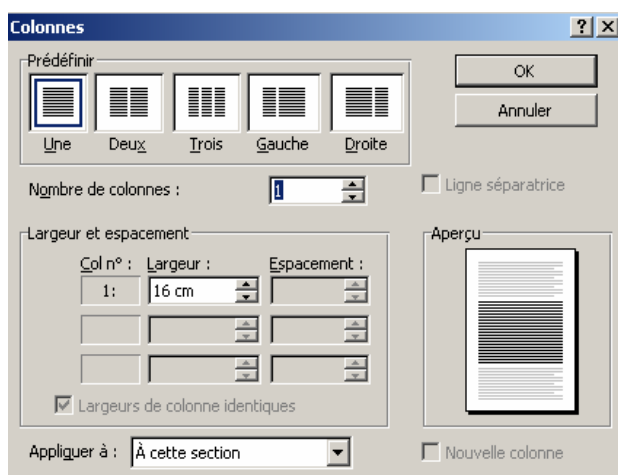 Colonnes
Prédéfinir
OK
Annuler
Une Deux Trois Gauche Droite
Nombre de colonnes : 1
Ligne séparatrice
Largeur et espacement
Aperçu
Col n° : Largeur : Espacement :
1: 16 cm
Largeurs de colonne identiques
Appliquer à : À cette section
Nouvelle colonne